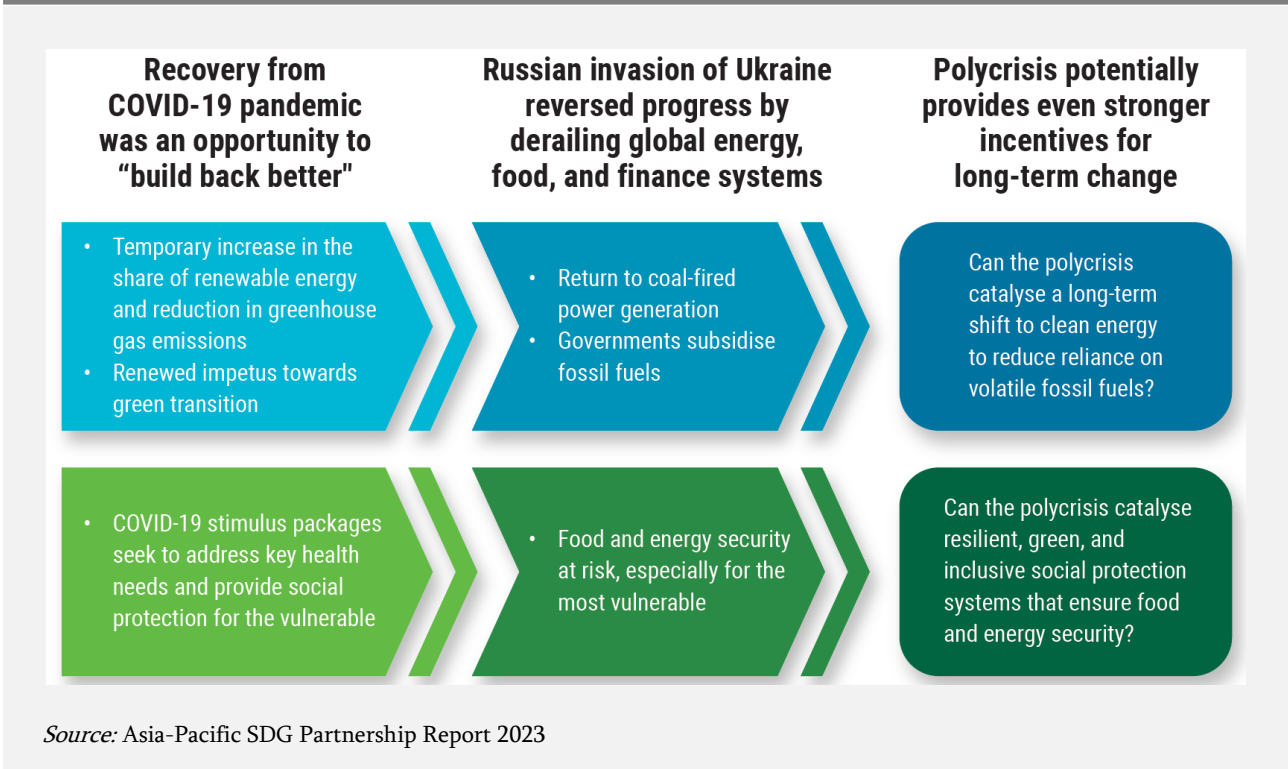 Recovery from
COVID-19 pandemic
was an opportunity to
“build back better"
Russian invasion of Ukraine
reversed progress by
derailing global energy,
food, and finance systems
Polycrisis potentially
provides even stronger
incentives for
long-term change
• Temporary increase in the
share of renewable energy
and reduction in greenhouse
gas emissions
• Renewed impetus towards
green transition
• Return to coal-fired
power generation
• Governments subsidise
fossil fuels
Can the polycrisis
catalyse a long-term
shift to clean energy
to reduce reliance on
volatile fossil fuels?
• COVID-19 stimulus packages
seek to address key health
needs and provide social
protection for the vulnerable
• Food and energy security
at risk, especially for the
most vulnerable
Can the polycrisis catalyse
resilient, green, and
inclusive social protection
systems that ensure food
and energy security?
Source: Asia-Pacific SDG Partnership Report 2023